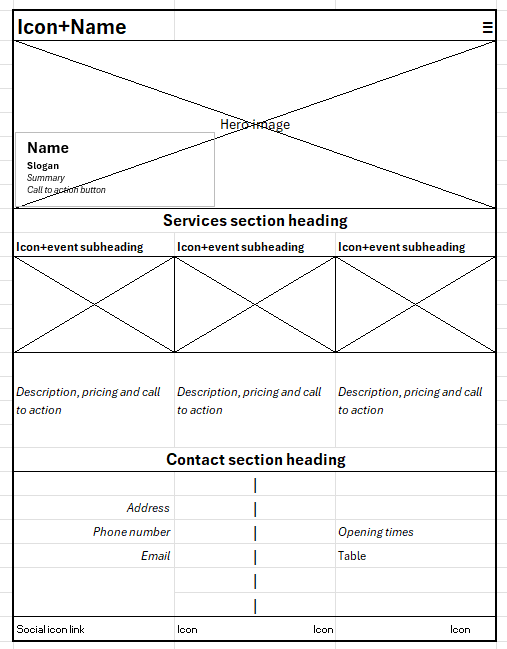 Icon+Name
Hero image
Name
Slogan
Summary
Call to action button
Services section heading
Icon+event subheading Icon+event subheading Icon+event subheading
Description, pricing and call to action
Description, pricing and call to action
Description, pricing and call to action
Contact section heading
Address
Phone number
Email
Opening times
Table
Social icon link Icon Icon Icon